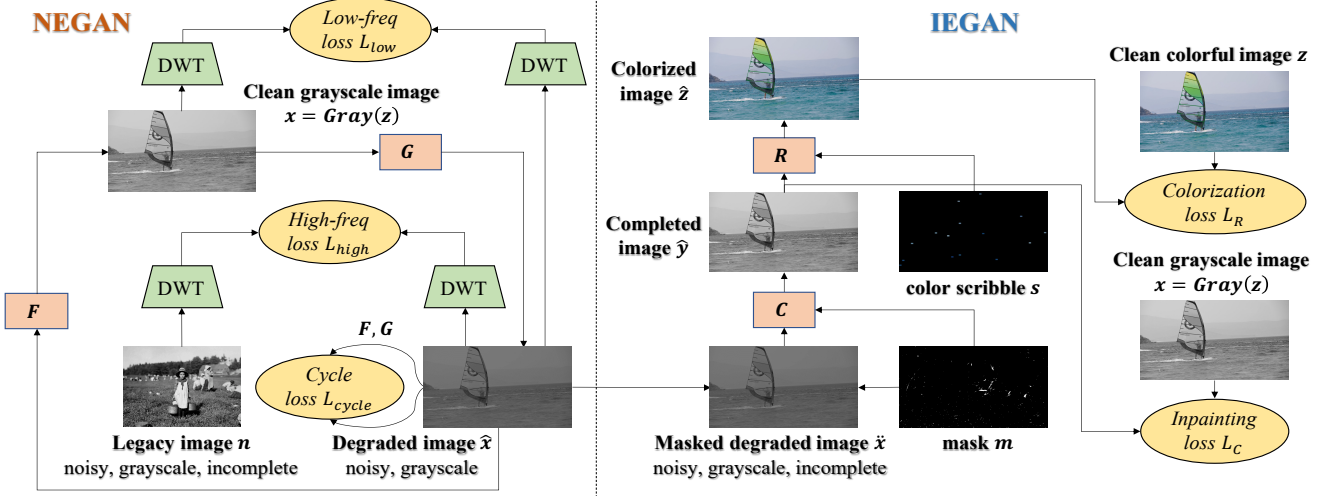 NEGAN
Low-freq
loss L_low
DWT
DWT
Clean grayscale image
x = Gray(z)
G
High-freq
loss L_high
DWT
DWT
F
F, G
Cycle
loss L_cycle
Legacy image n
noisy, grayscale, incomplete
Degraded image x̂
noisy, grayscale
IEGAN
Colorized
image ẑ
Clean colorful image z
R
Colorization
loss L_R
Completed
image ŷ
color scribble s
Clean grayscale image
x = Gray(z)
C
Masked degraded image ẍ
noisy, grayscale, incomplete
mask m
Inpainting
loss L_C